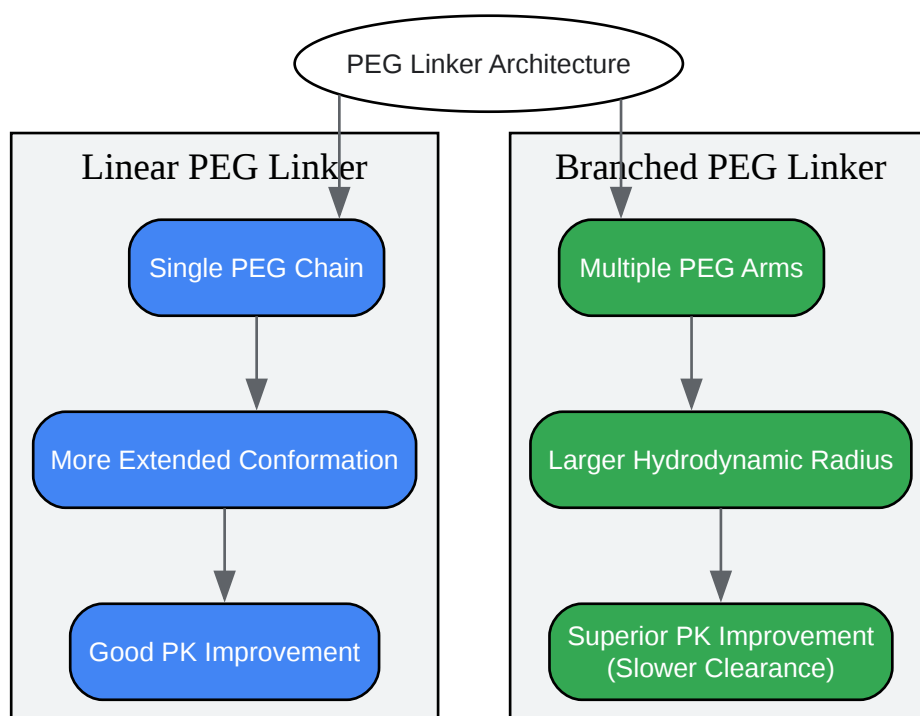 PEG Linker Architecture
Linear PEG Linker
Single PEG Chain
More Extended Conformation
Good PK Improvement
Branched PEG Linker
Multiple PEG Arms
Larger Hydrodynamic Radius
Superior PK Improvement
(Slower Clearance)